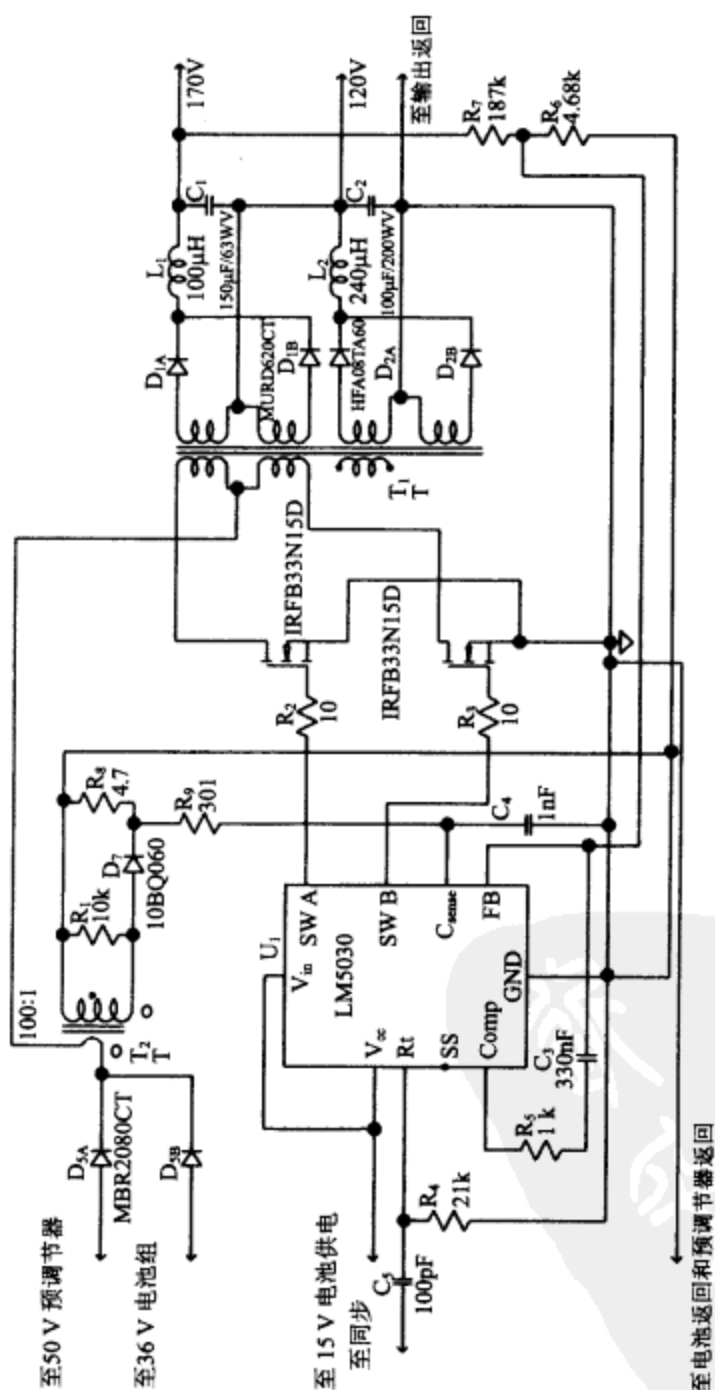 至50 V 预调节器
至36 V 电池组
D5A
MBR2080CT
D5B
100:1
T2
T
R1
10k
D7
10BQ060
R8
4.7
R9
301
至 15 V 电池供电
至同步
C5
100pF
R4
21k
U1
Vin
SW A
LM5030
Vcc
Rt
SS
Comp
SW B
Csense
FB
GND
R5
1 k
C3
330nF
C4
1nF
R2
10
IRFB33N15D
R3
10
IRFB33N15D
T1
T
D1A
MURD620CT
D1B
HFA08TA60
D2A
D2B
L1
100μH
150μF/63WV
C1
L2
240μH
100μF/200WV
C2
170V
120V
至输出返回
R7
187k
R6
4.68k
至电池返回和预调节器返回